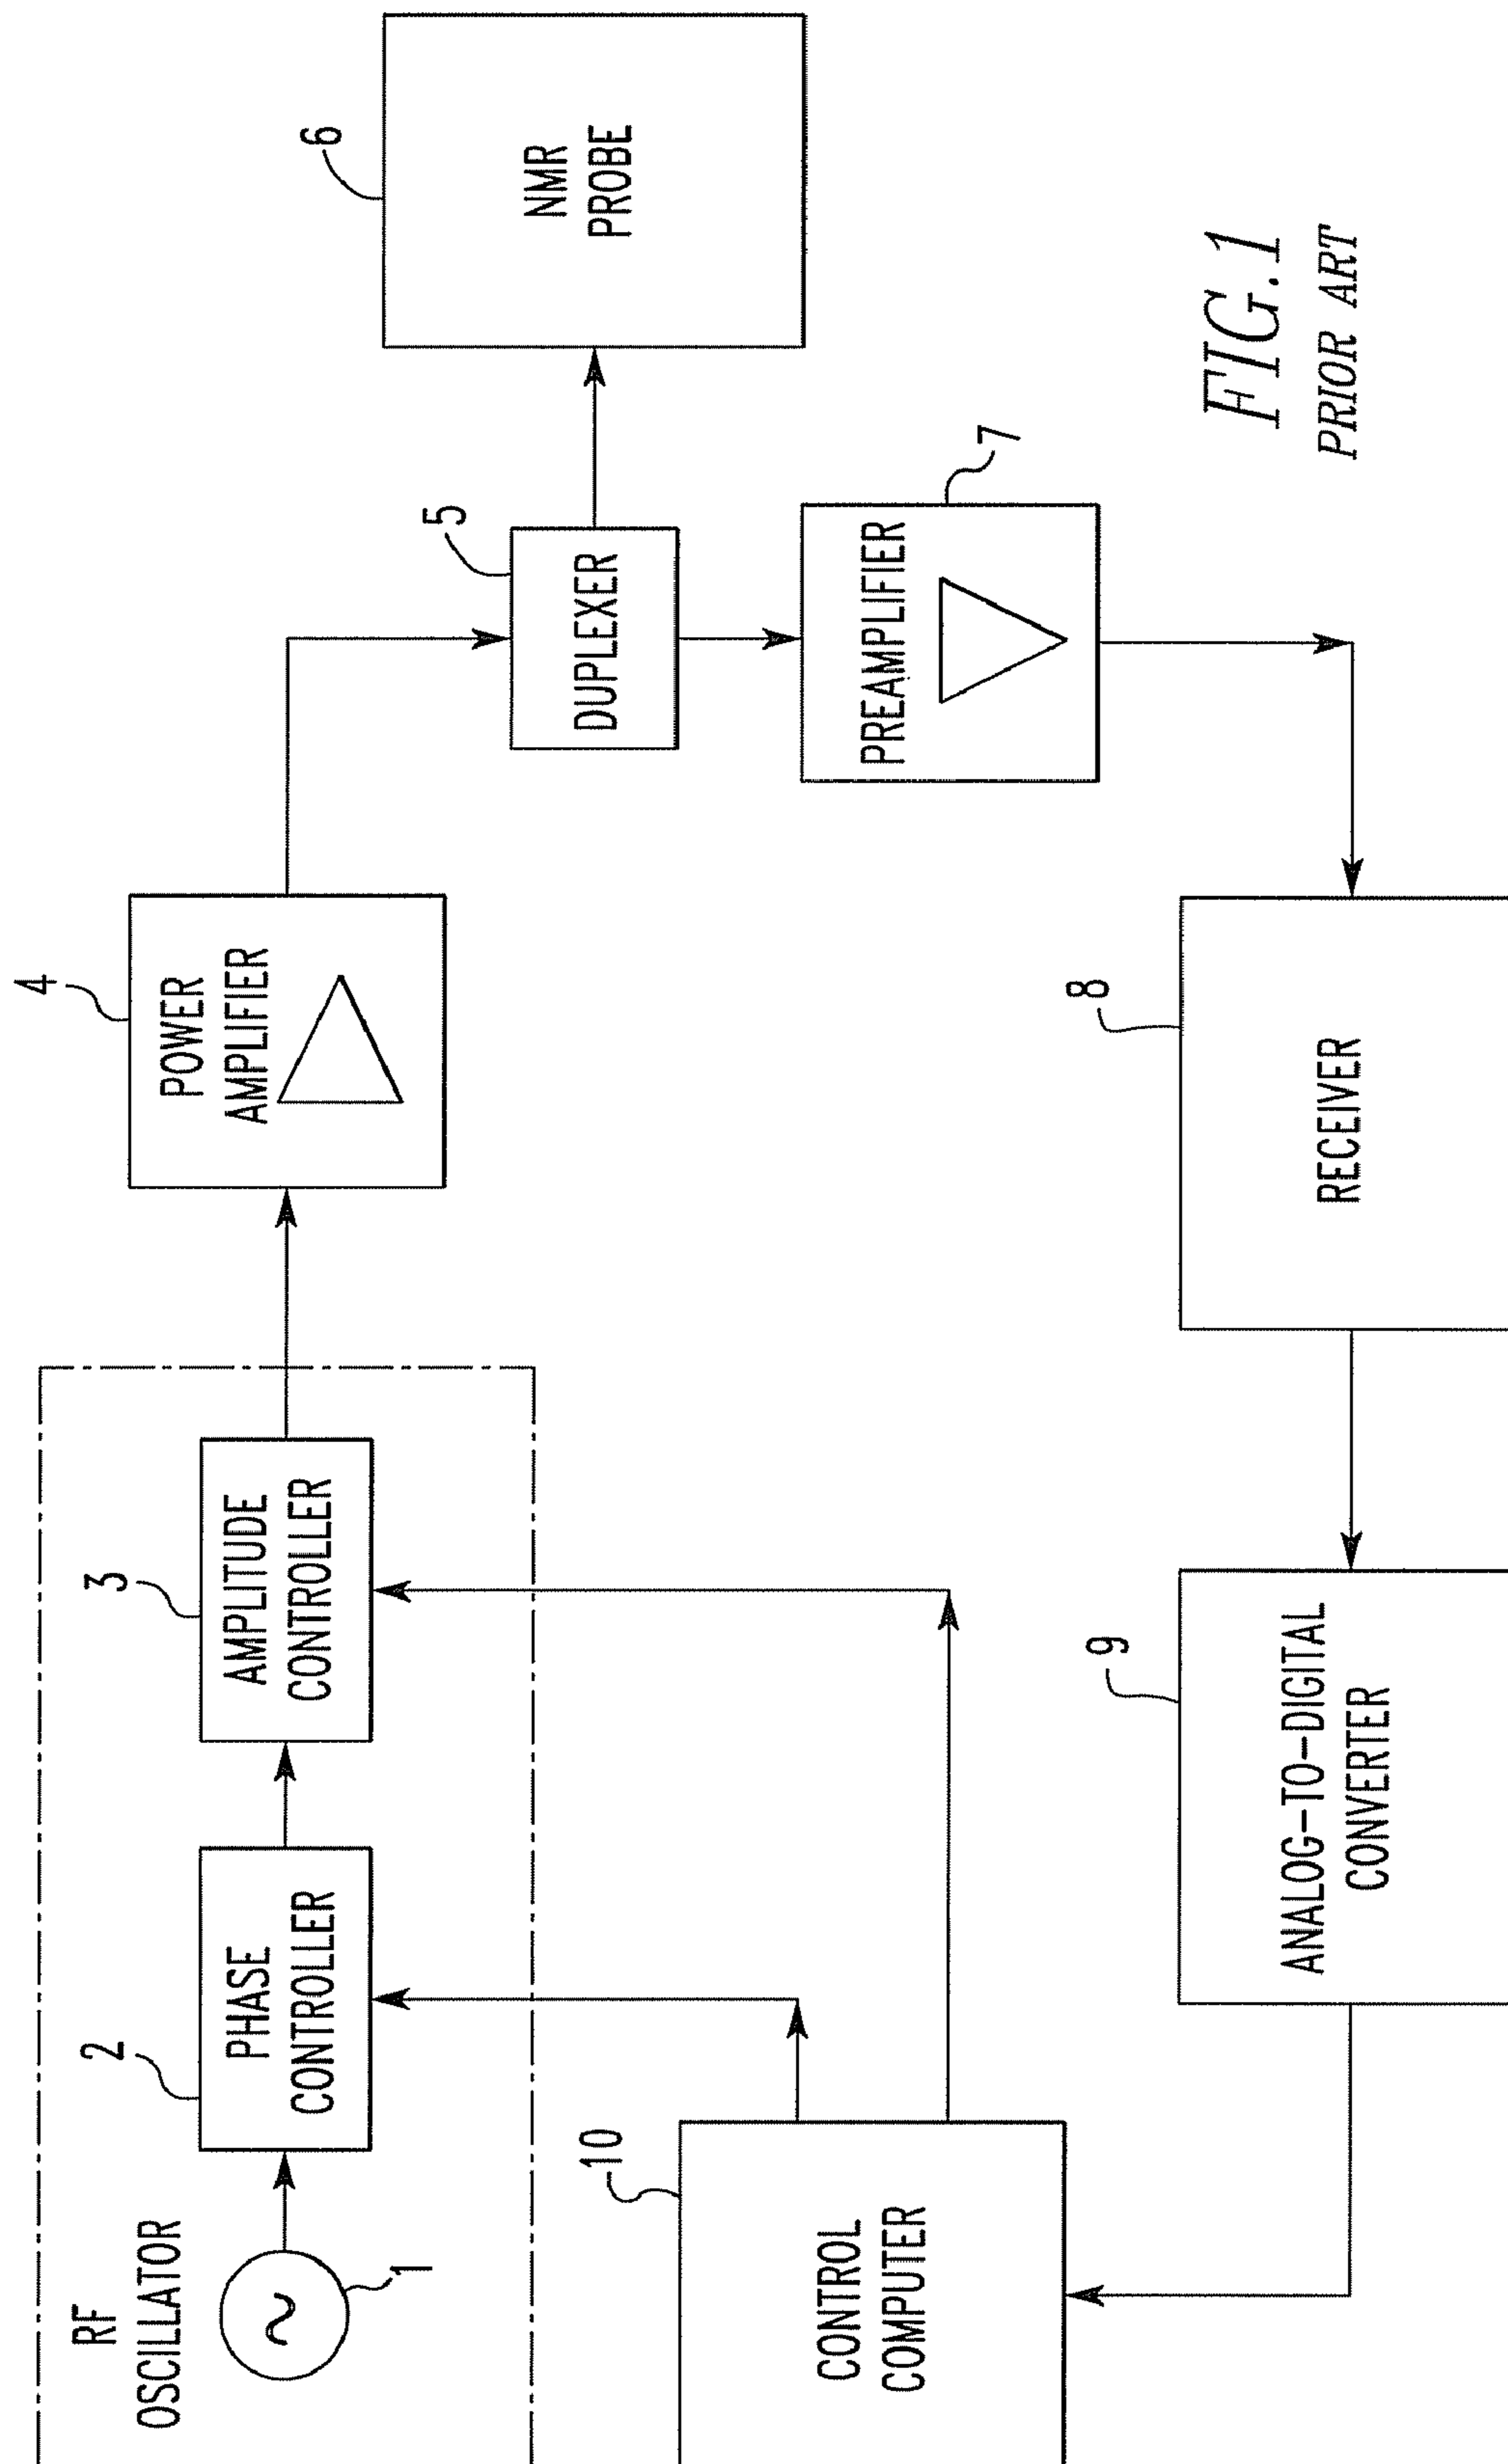 RF
OSCILLATOR
1
2
PHASE
CONTROLLER
3
AMPLITUDE
CONTROLLER
4
POWER
AMPLIFIER
5
DUPLEXER
6
NMR
PROBE
7
PREAMPLIFIER
8
RECEIVER
9
ANALOG-TO-DIGITAL
CONVERTER
10
CONTROL
COMPUTER
FIG. 1
PRIOR ART